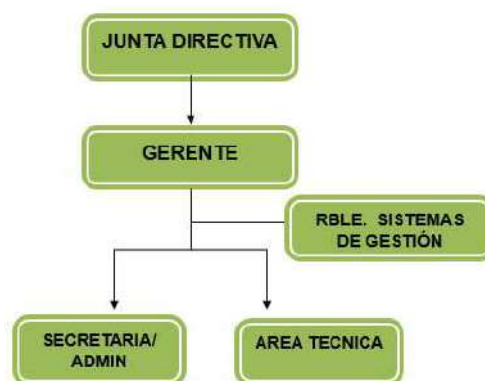 JUNTA DIRECTIVA
GERENTE
RBLE. SISTEMAS
DE GESTIÓN
SECRETARIA/
ADMIN
AREA TECNICA